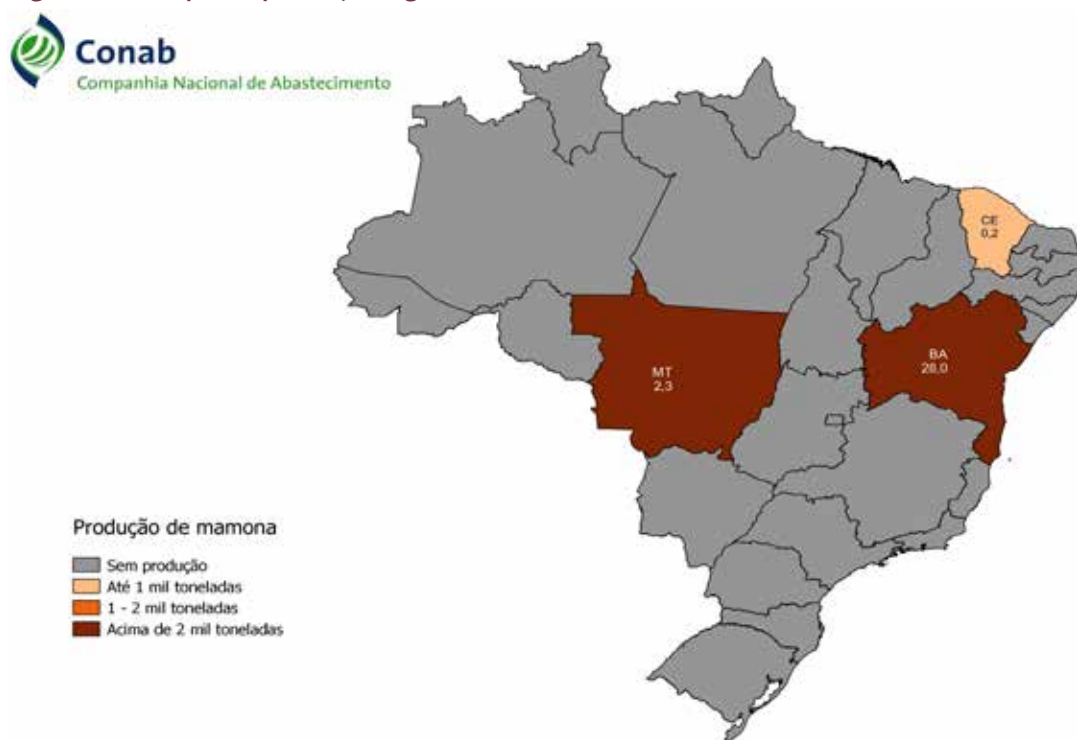 Conab
Companhia Nacional de Abastecimento
CE
0,2
BA
28,0
MT
2,3
Produção de mamona
Sem produção
Até 1 mil toneladas
1 - 2 mil toneladas
Acima de 2 mil toneladas